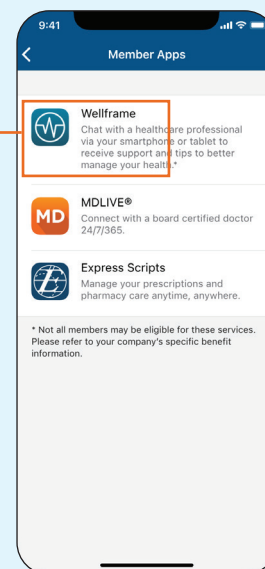 9:41
Member Apps
Wellframe
Chat with a healthcare professional
via your smartphone or tablet to
receive support and tips to better
manage your health.*
MD
MDLIVE®
Connect with a board certified doctor
24/7/365.
Express Scripts
Manage your prescriptions and
pharmacy care anytime, anywhere.
* Not all members may be eligible for these services.
Please refer to your company's specific benefit
information.